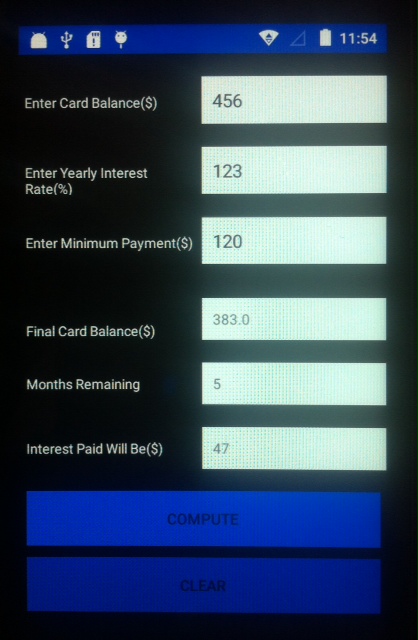 11:54
Enter Card Balance($)
456
Enter Yearly Interest
Rate(%)
123
Enter Minimum Payment($)
120
Final Card Balance($)
383.0
Months Remaining
5
Interest Paid Will Be($)
47
COMPUTE
CLEAR